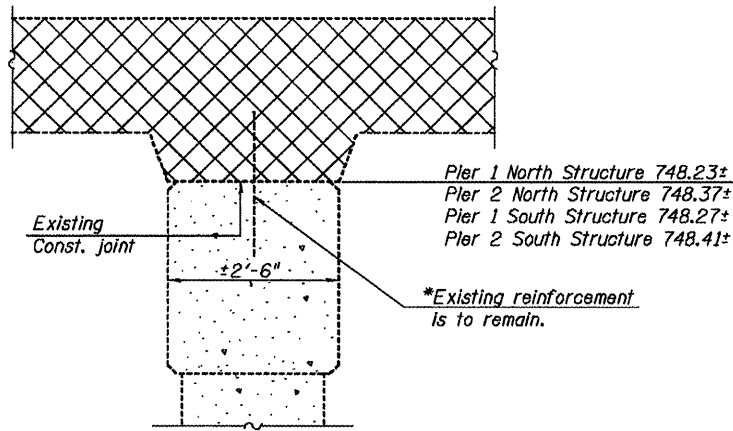 Pier 1 North Structure 748.23±
Pier 2 North Structure 748.37±
Pier 1 South Structure 748.27±
Pier 2 South Structure 748.41±
Existing
Const. joint
±2'-6"
*Existing reinforcement
is to remain.